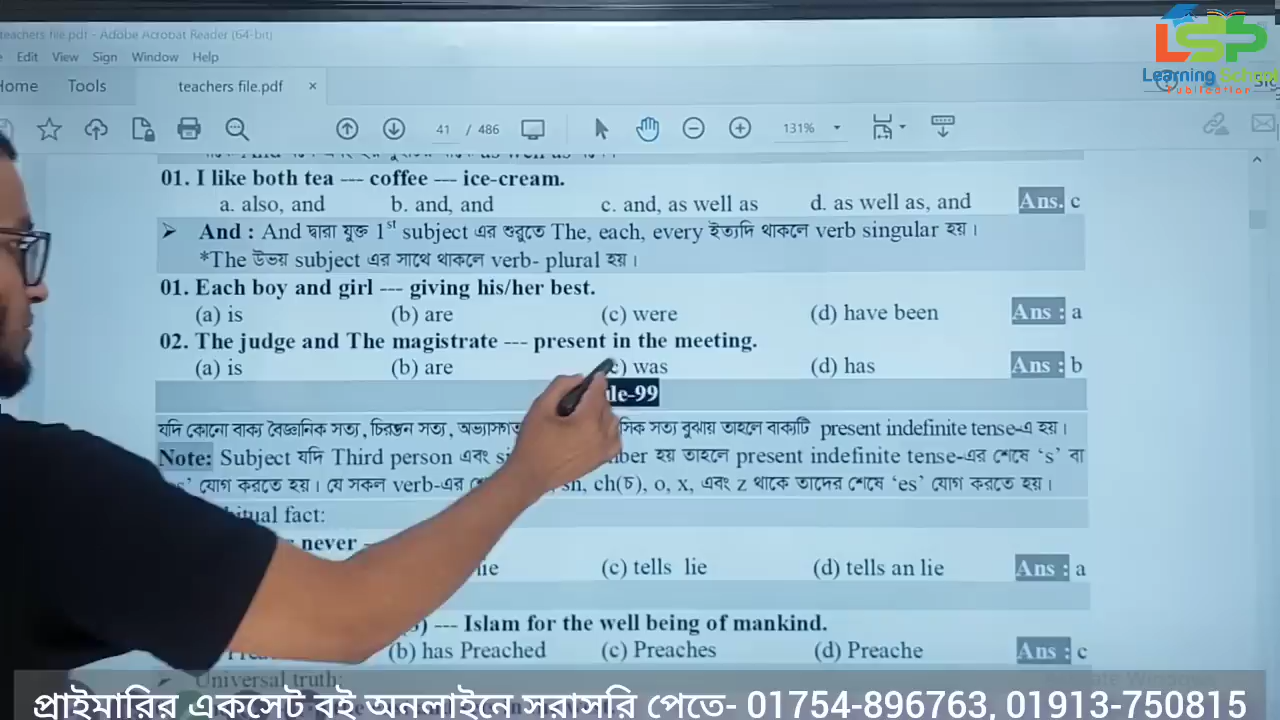 teachers file.pdf - Adobe Acrobat Reader (64-bit)
Edit View Sign Window Help
Home Tools teachers file.pdf ×
41 / 486 131%
LSP
Learning School
Publication
01. I like both tea --- coffee --- ice-cream.
a. also, and b. and, and c. and, as well as d. as well as, and Ans. c
➢ And : And দ্বারা যুক্ত 1st subject এর শুরুতে The, each, every ইত্যদি থাকলে verb singular হয়।
*The উভয় subject এর সাথে থাকলে verb- plural হয়।
01. Each boy and girl --- giving his/her best.
(a) is (b) are (c) were (d) have been Ans : a
02. The judge and The magistrate --- present in the meeting.
(a) is (b) are (c) was (d) has Ans : b
-99
যদি কোনো বাক্য বৈজ্ঞানিক সত্য, চিরন্তন সত্য, সত্য বুঝায় তাহলে বাক্যটি present indefinite tense-এ হয়।
Note: Subject যদি Third person এবং হয় তাহলে present indefinite tense-এর শেষে ‘s’ বা
যোগ করতে হয়। যে সকল verb-এর sh, ch(চ), o, x, এবং z থাকে তাদের শেষে ‘es’ যোগ করতে হয়।
fact:
never
lie (c) tells lie (d) tells an lie Ans : a
--- Islam for the well being of mankind.
(b) has Preached (c) Preaches (d) Preache Ans : c
Universal truth:
প্রাইমারির একসেট বই অনলাইনে সরাসরি পেতে- 01754-896763, 01913-750815